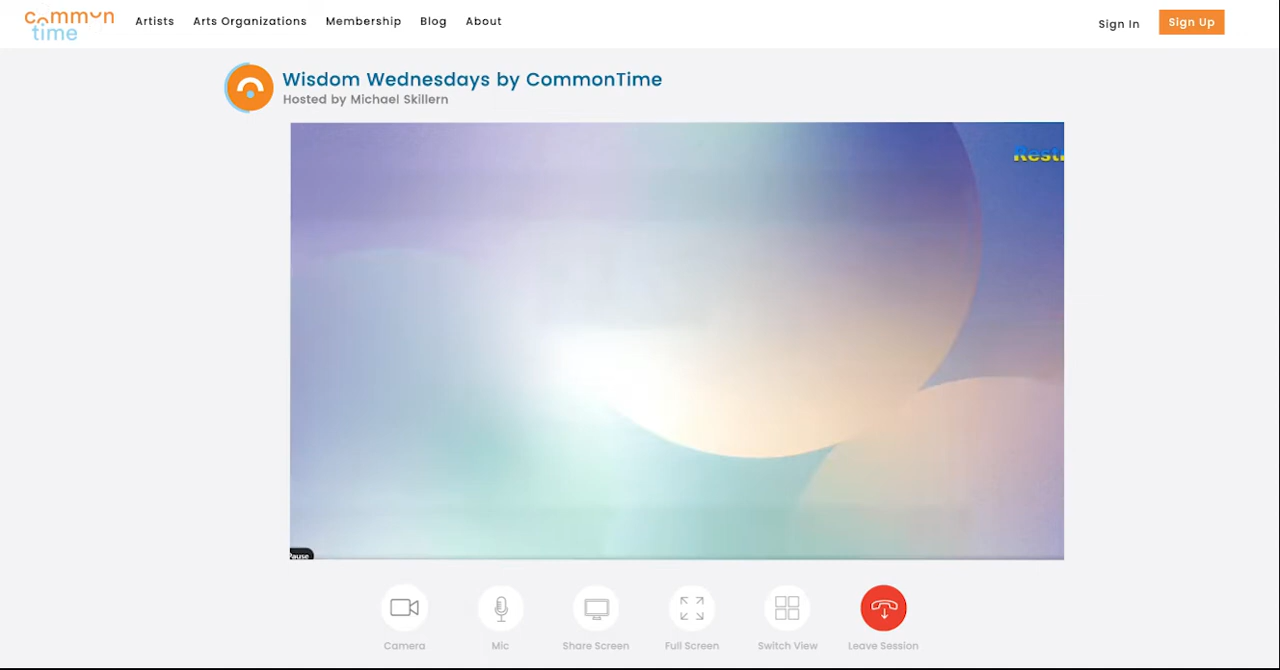 common
time
Artists
Arts Organizations
Membership
Blog
About
Sign In
Sign Up
Wisdom Wednesdays by CommonTime
Hosted by Michael Skillern
Pause
Camera
Mic
Share Screen
Full Screen
Switch View
Leave Session